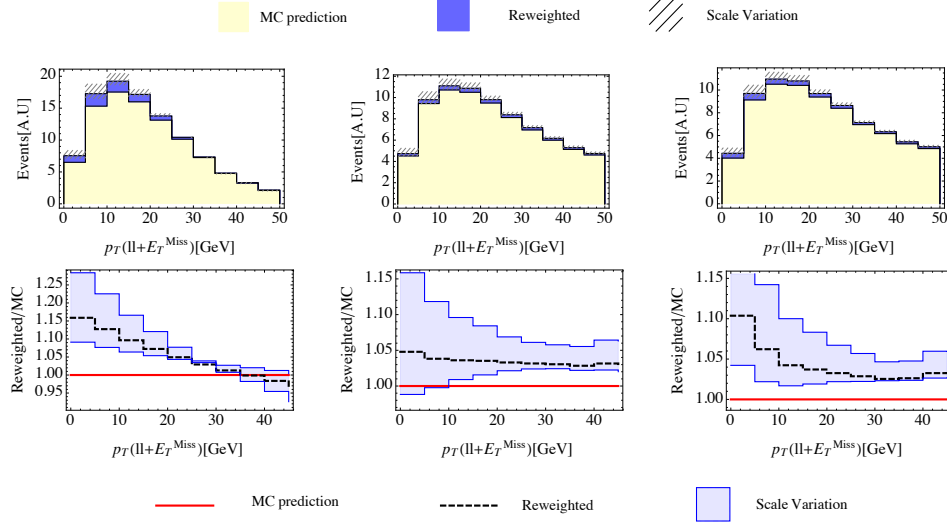 MC prediction Reweighted Scale Variation
Events[A.U]
20
15
10
5
0
0 10 20 30 40 50
p_T(ll+E_T^Miss)[GeV]
Events[A.U]
12
10
8
6
4
2
0
0 10 20 30 40 50
p_T(ll+E_T^Miss)[GeV]
Events[A.U]
10
8
6
4
2
0
0 10 20 30 40 50
p_T(ll+E_T^Miss)[GeV]
Reweighted/MC
1.25
1.20
1.15
1.10
1.05
1.00
0.95
0 10 20 30 40
p_T(ll+E_T^Miss)[GeV]
Reweighted/MC
1.15
1.10
1.05
1.00
0 10 20 30 40
p_T(ll+E_T^Miss)[GeV]
Reweighted/MC
1.15
1.10
1.05
1.00
0 10 20 30 40
p_T(ll+E_T^Miss)[GeV]
MC prediction Reweighted Scale Variation